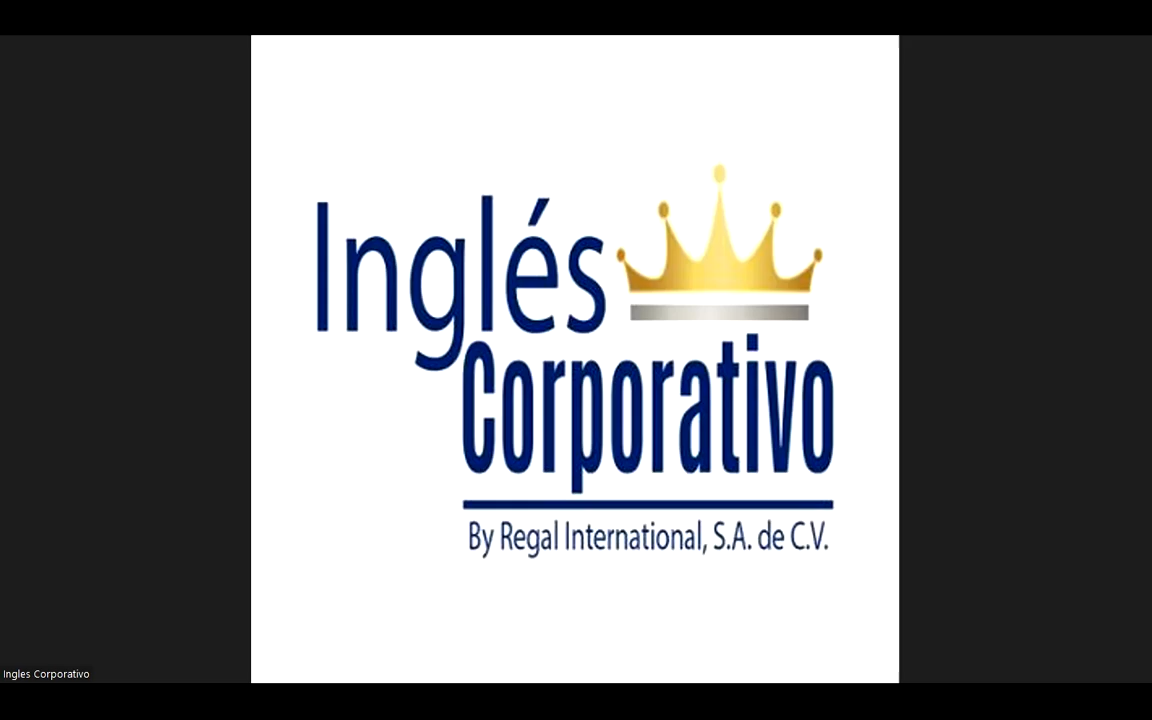 Inglés
Corporativo
By Regal International, S.A. de C.V.
Ingles Corporativo